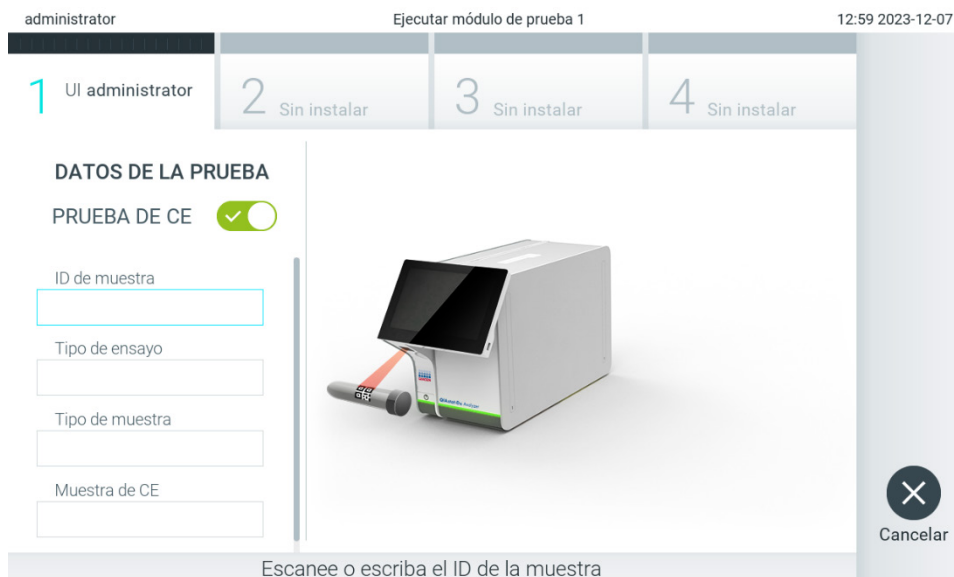 administrator
Ejecutar módulo de prueba 1
12:59 2023-12-07
1 UI administrator
2 Sin instalar
3 Sin instalar
4 Sin instalar
DATOS DE LA PRUEBA
PRUEBA DE CE
ID de muestra
Tipo de ensayo
Tipo de muestra
Muestra de CE
Cancelar
Escanee o escriba el ID de la muestra